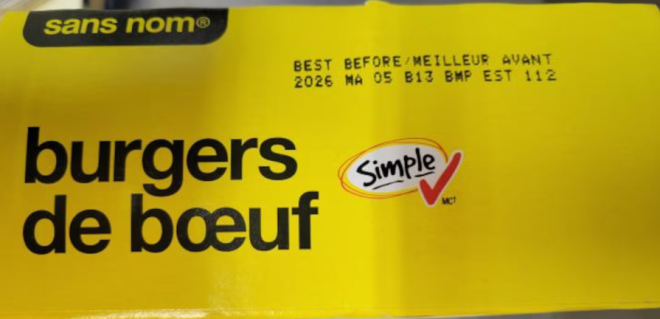 sans nom®
BEST BEFORE/MEILLEUR AVANT
2026 MA 05 B13 BMP EST 112
burgers
de bœuf
Simple
MC†